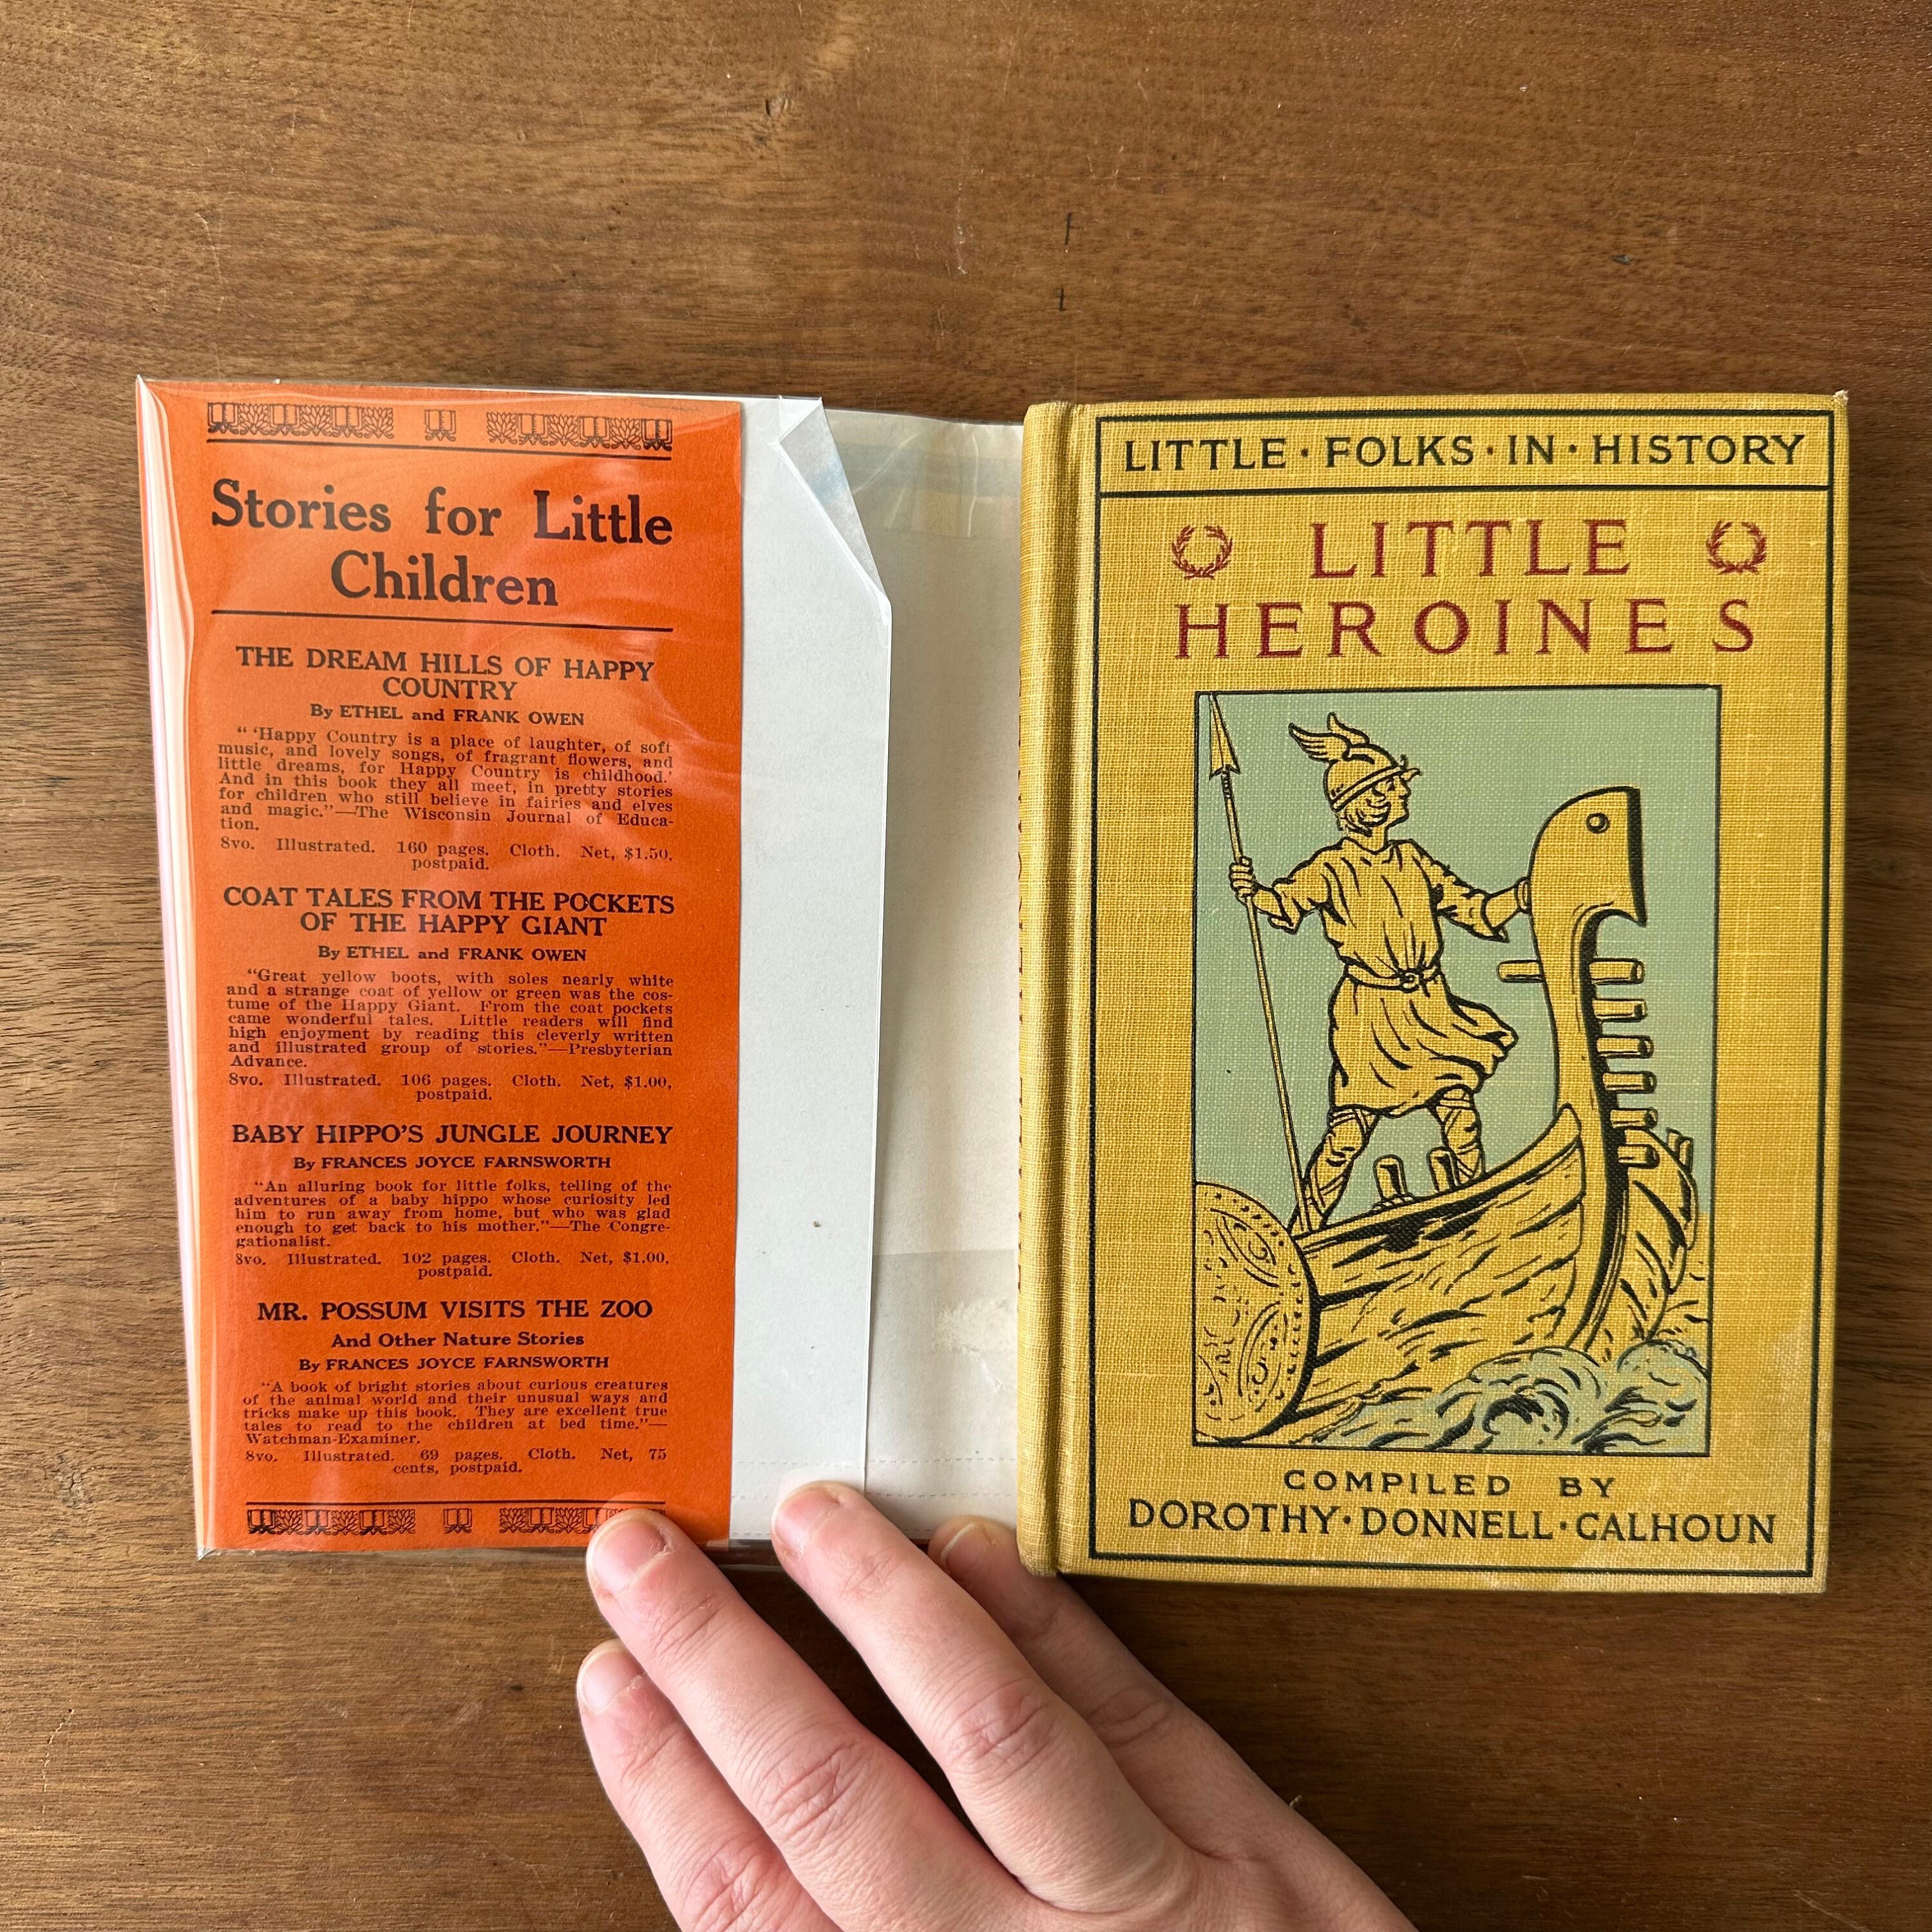 Stories for Little
Children
THE DREAM HILLS OF HAPPY
COUNTRY
By ETHEL and FRANK OWEN
" 'Happy Country is a place of laughter, of soft
music, and lovely songs, of fragrant flowers, and
little dreams, for Happy Country is childhood.'
And in this book they all meet, in pretty stories
for children who still believe in fairies and elves
and magic."—The Wisconsin Journal of Educa-
tion.
8vo. Illustrated. 160 pages. Cloth. Net, $1.50,
postpaid.
COAT TALES FROM THE POCKETS
OF THE HAPPY GIANT
By ETHEL and FRANK OWEN
"Great yellow boots, with soles nearly white
and a strange coat of yellow or green was the cos-
tume of the Happy Giant. From the coat pockets
came wonderful tales. Little readers will find
high enjoyment by reading this cleverly written
and illustrated group of stories."—Presbyterian
Advance.
8vo. Illustrated. 106 pages. Cloth. Net, $1.00,
postpaid.
BABY HIPPO'S JUNGLE JOURNEY
By FRANCES JOYCE FARNSWORTH
"An alluring book for little folks, telling of the
adventures of a baby hippo whose curiosity led
him to run away from home, but who was glad
enough to get back to his mother."—The Congre-
gationalist.
8vo. Illustrated. 102 pages. Cloth. Net, $1.00,
postpaid.
MR. POSSUM VISITS THE ZOO
And Other Nature Stories
By FRANCES JOYCE FARNSWORTH
"A book of bright stories about curious creatures
of the animal world and their unusual ways and
tricks make up this book. They are excellent true
tales to read to the children at bed time."—
Watchman-Examiner.
8vo. Illustrated. 69 pages. Cloth. Net, 75
cents, postpaid.
LITTLE·FOLKS·IN·HISTORY
LITTLE
HEROINES
COMPILED BY
DOROTHY·DONNELL·CALHOUN